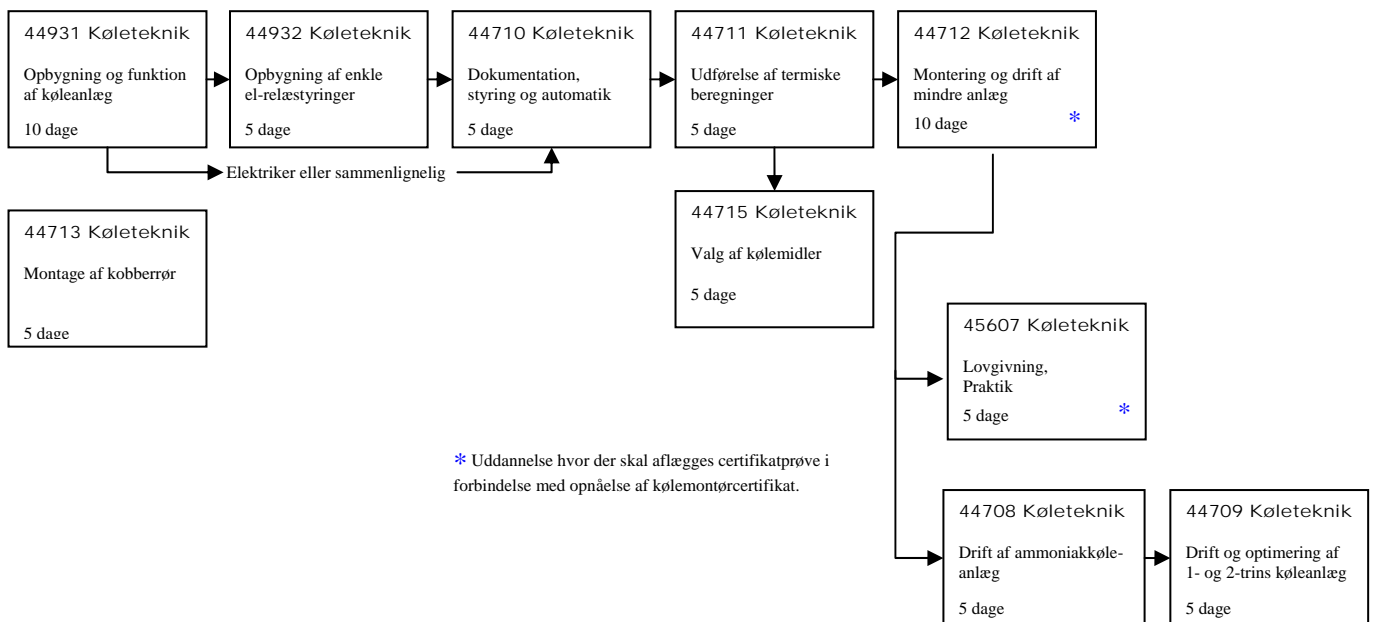 44931 Køleteknik
Opbygning og funktion
af køleanlæg
10 dage
44932 Køleteknik
Opbygning af enkle
el-relæstyringer
5 dage
44710 Køleteknik
Dokumentation,
styring og automatik
5 dage
44711 Køleteknik
Udførelse af termiske
beregninger
5 dage
44712 Køleteknik
Montering og drift af
mindre anlæg
10 dage *
Elektriker eller sammenlignelig
44713 Køleteknik
Montage af kobberrør
5 dage
44715 Køleteknik
Valg af kølemidler
5 dage
45607 Køleteknik
Lovgivning,
Praktik
5 dage *
* Uddannelse hvor der skal aflægges certifikatprøve i
forbindelse med opnåelse af kølemontørcertifikat.
44708 Køleteknik
Drift af ammoniakkøle-
anlæg
5 dage
44709 Køleteknik
Drift og optimering af
1- og 2-trins køleanlæg
5 dage